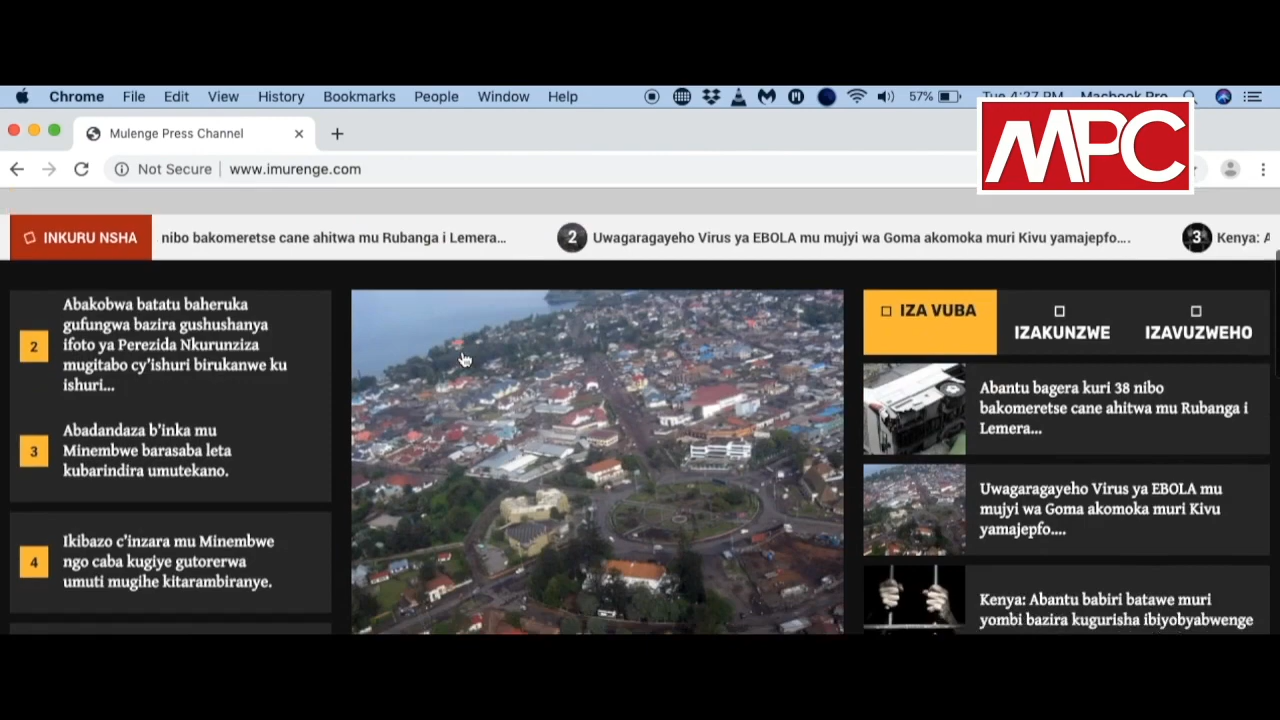 Chrome File Edit View History Bookmarks People Window Help 57% Tue 4:27 PM Macbook Pro
Mulenge Press Channel
MPC
Not Secure www.imurenge.com
INKURU NSHA nibo bakomeretse cane ahitwa mu Rubanga i Lemera... 2 Uwagaragayeho Virus ya EBOLA mu mujyi wa Goma akomoka muri Kivu yamajepfo.... 3 Kenya: A
2
Abakobwa batatu baheruka
gufungwa bazira gushushanya
ifoto ya Perezida Nkurunziza
mugitabo cy'ishuri birukanwe ku
ishuri...
3
Abadandaza b'inka mu
Minembwe barasaba leta
kubarindira umutekano.
4
Ikibazo c'inzara mu Minembwe
ngo caba kugiye gutorerwa
umuti mugihe kitarambiranye.
IZA VUBA
IZAKUNZWE
IZAVUZWEHO
Abantu bagera kuri 38 nibo
bakomeretse cane ahitwa mu Rubanga i
Lemera...
Uwagaragayeho Virus ya EBOLA mu
mujyi wa Goma akomoka muri Kivu
yamajepfo....
Kenya: Abantu babiri batawe muri
yombi bazira kugurisha ibiyobyabwenge